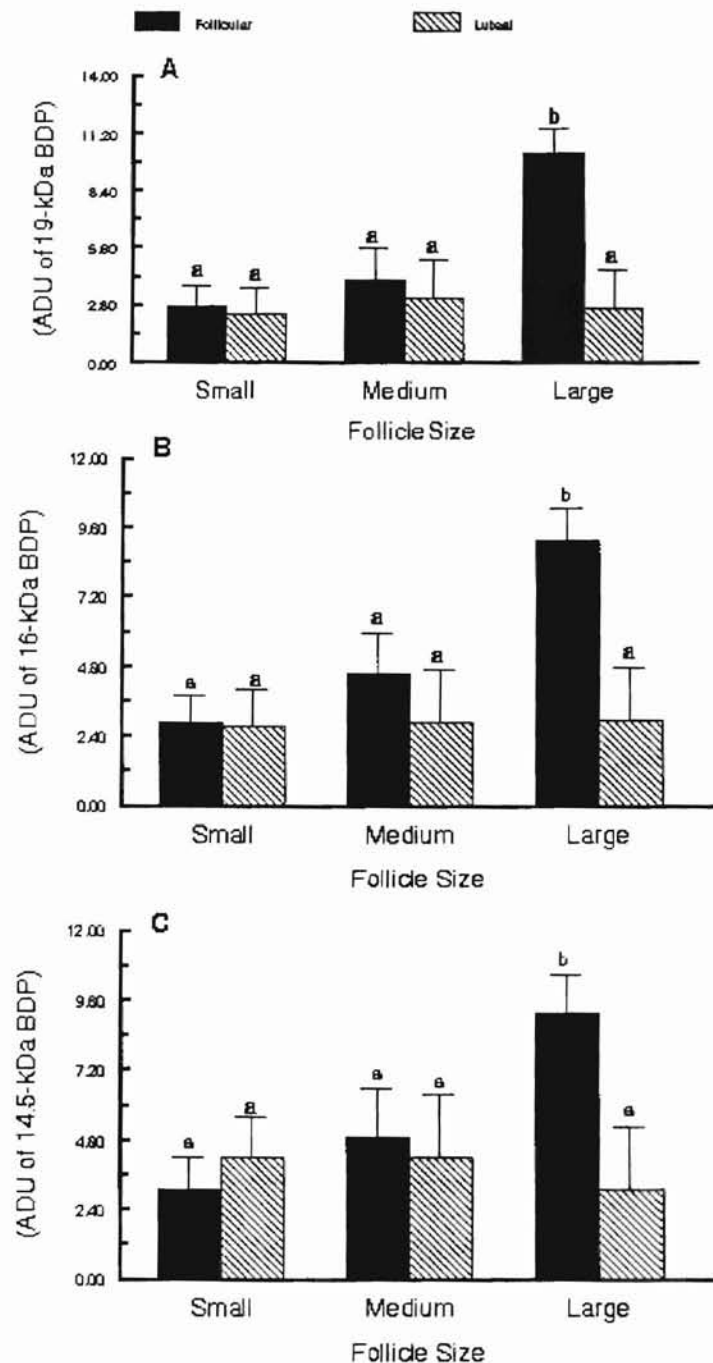 Follicular Luteal
A
14.00
11.20
8.40
5.60
2.80
0.00
(ADU of 19-kDa BDP)
a a a a b a
Small Medium Large
Follicle Size
B
12.00
9.60
7.20
4.80
2.40
0.00
(ADU of 16-kDa BDP)
a a a a b a
Small Medium Large
Follicle Size
C
12.00
9.60
7.20
4.80
2.40
0.00
(ADU of 14.5-kDa BDP)
a a a a b a
Small Medium Large
Follicle Size